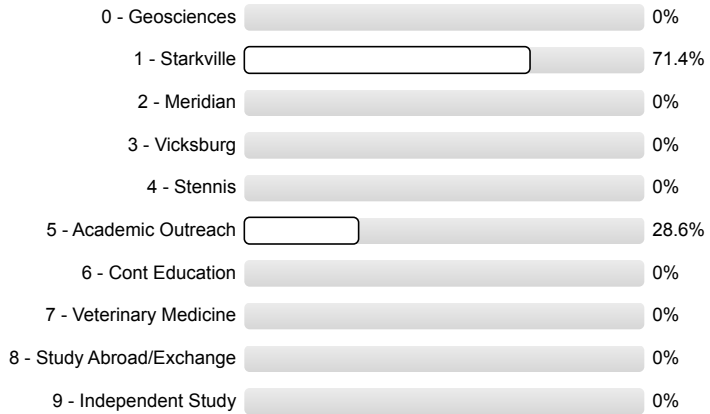 0 - Geosciences 0%
1 - Starkville 71.4%
2 - Meridian 0%
3 - Vicksburg 0%
4 - Stennis 0%
5 - Academic Outreach 28.6%
6 - Cont Education 0%
7 - Veterinary Medicine 0%
8 - Study Abroad/Exchange 0%
9 - Independent Study 0%